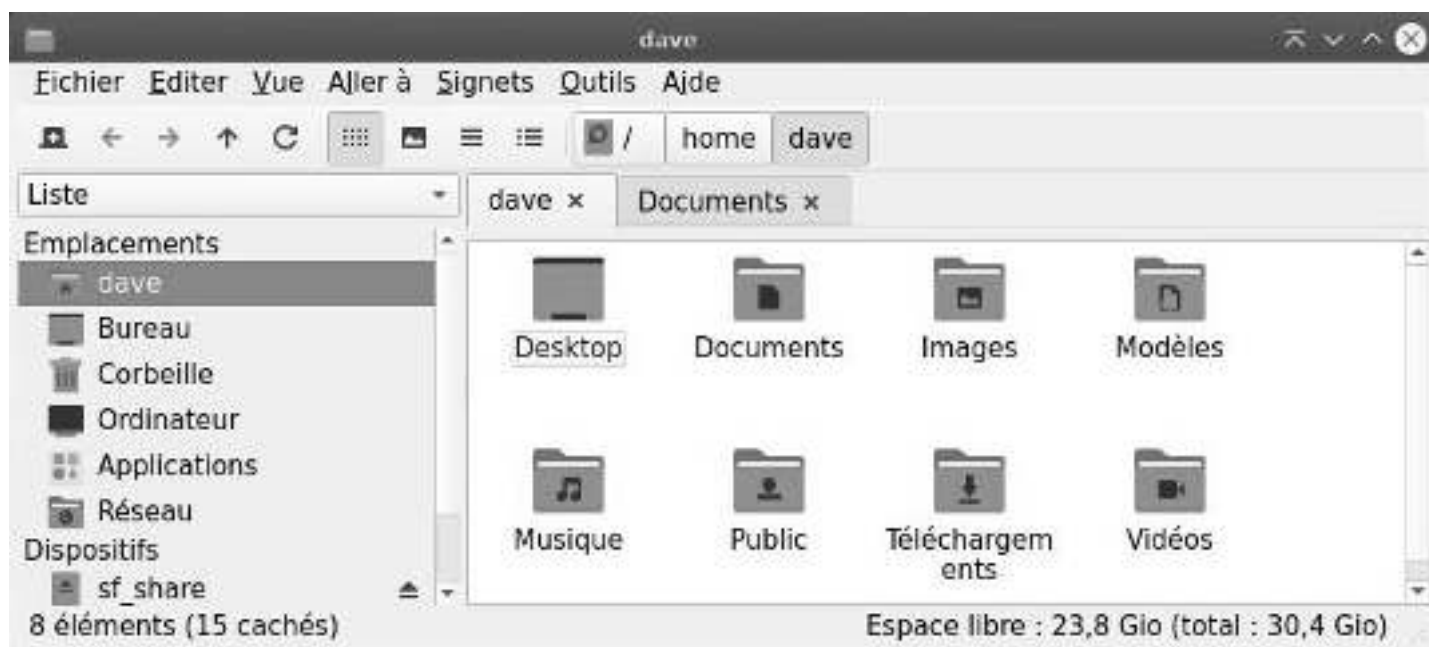 dave
Fichier Editer Vue Aller à Signets Outils Aide
/ home dave
Liste
dave Documents
Emplacements
dave
Bureau
Corbeille
Ordinateur
Applications
Réseau
Dispositifs
sf_share
Desktop Documents Images Modèles
Musique Public Téléchargem
ents
Vidéos
8 éléments (15 cachés) Espace libre : 23,8 Gio (total : 30,4 Gio)